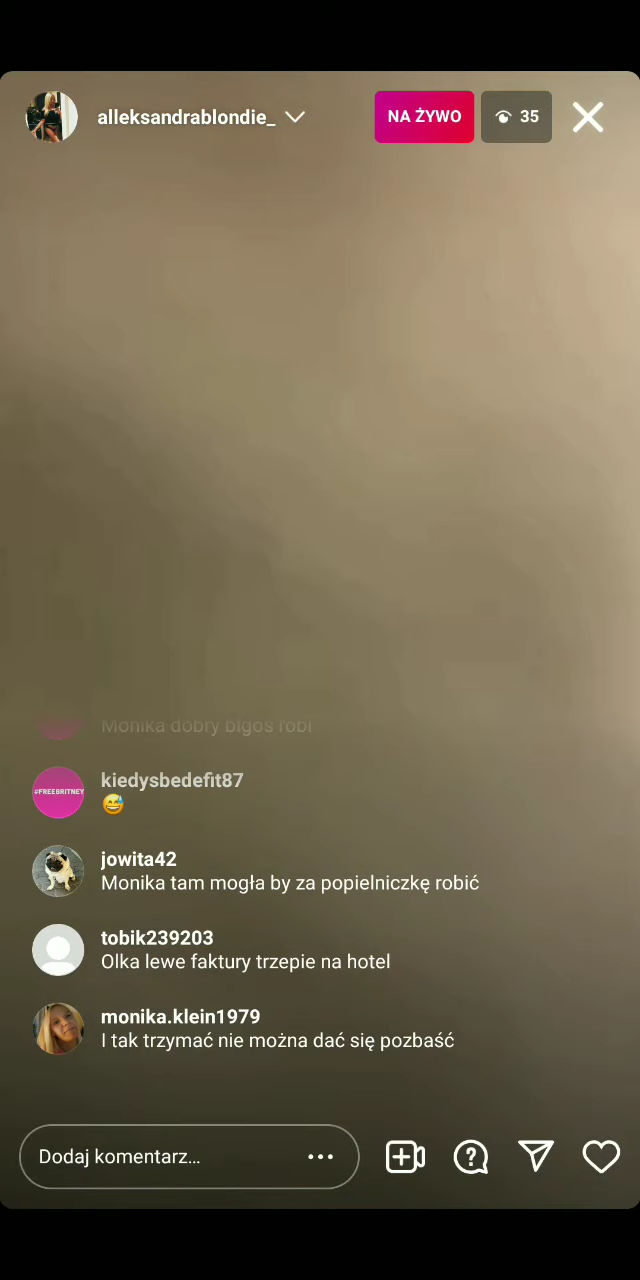 alleksandrablondie_
NA ŻYWO
35
Monika dobry bigos robi
#FREEBRITNEY
kiedysbedefit87
😅
jowita42
Monika tam mogła by za popielniczkę robić
tobik239203
Olka lewe faktury trzepie na hotel
monika.klein1979
I tak trzymać nie można dać się pozbaść
Dodaj komentarz...